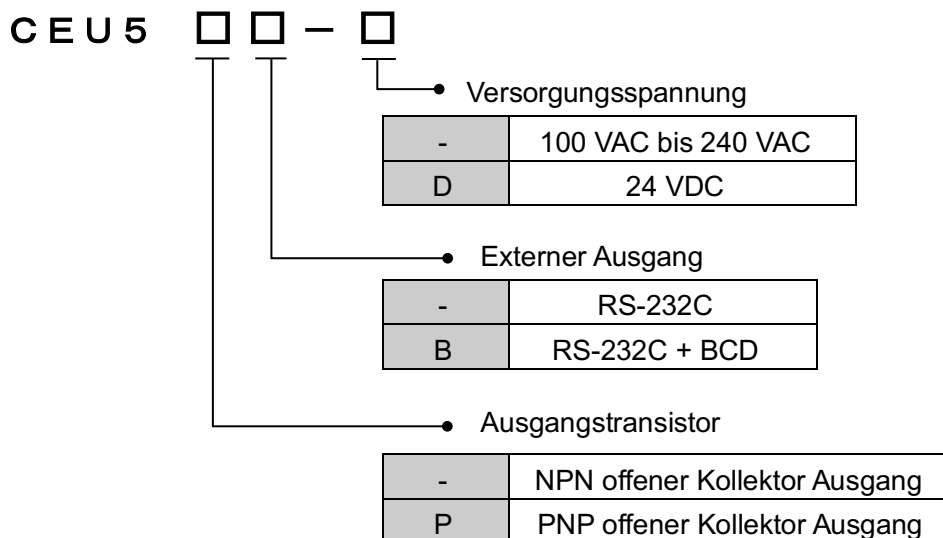 CEU5 □□-□
Versorgungsspannung
- 100 VAC bis 240 VAC
D 24 VDC
Externer Ausgang
- RS-232C
B RS-232C + BCD
Ausgangstransistor
- NPN offener Kollektor Ausgang
P PNP offener Kollektor Ausgang